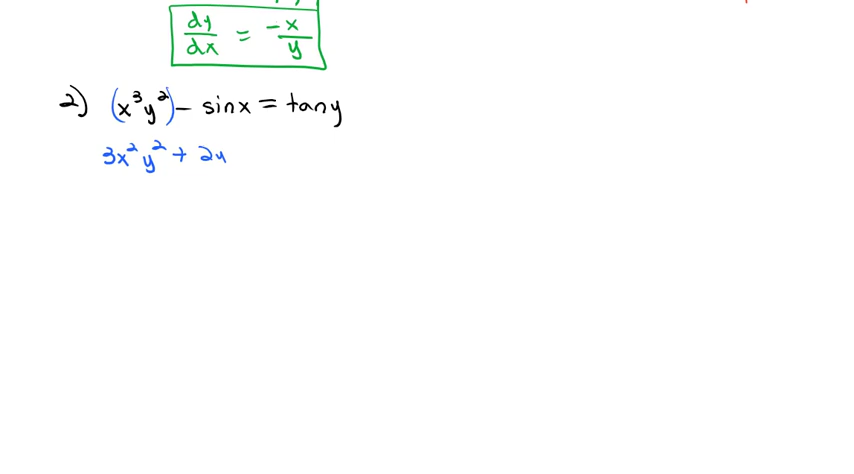 dy/dx = -x/y
2) (x³y²) - sinx = tany
3x²y² + 2y